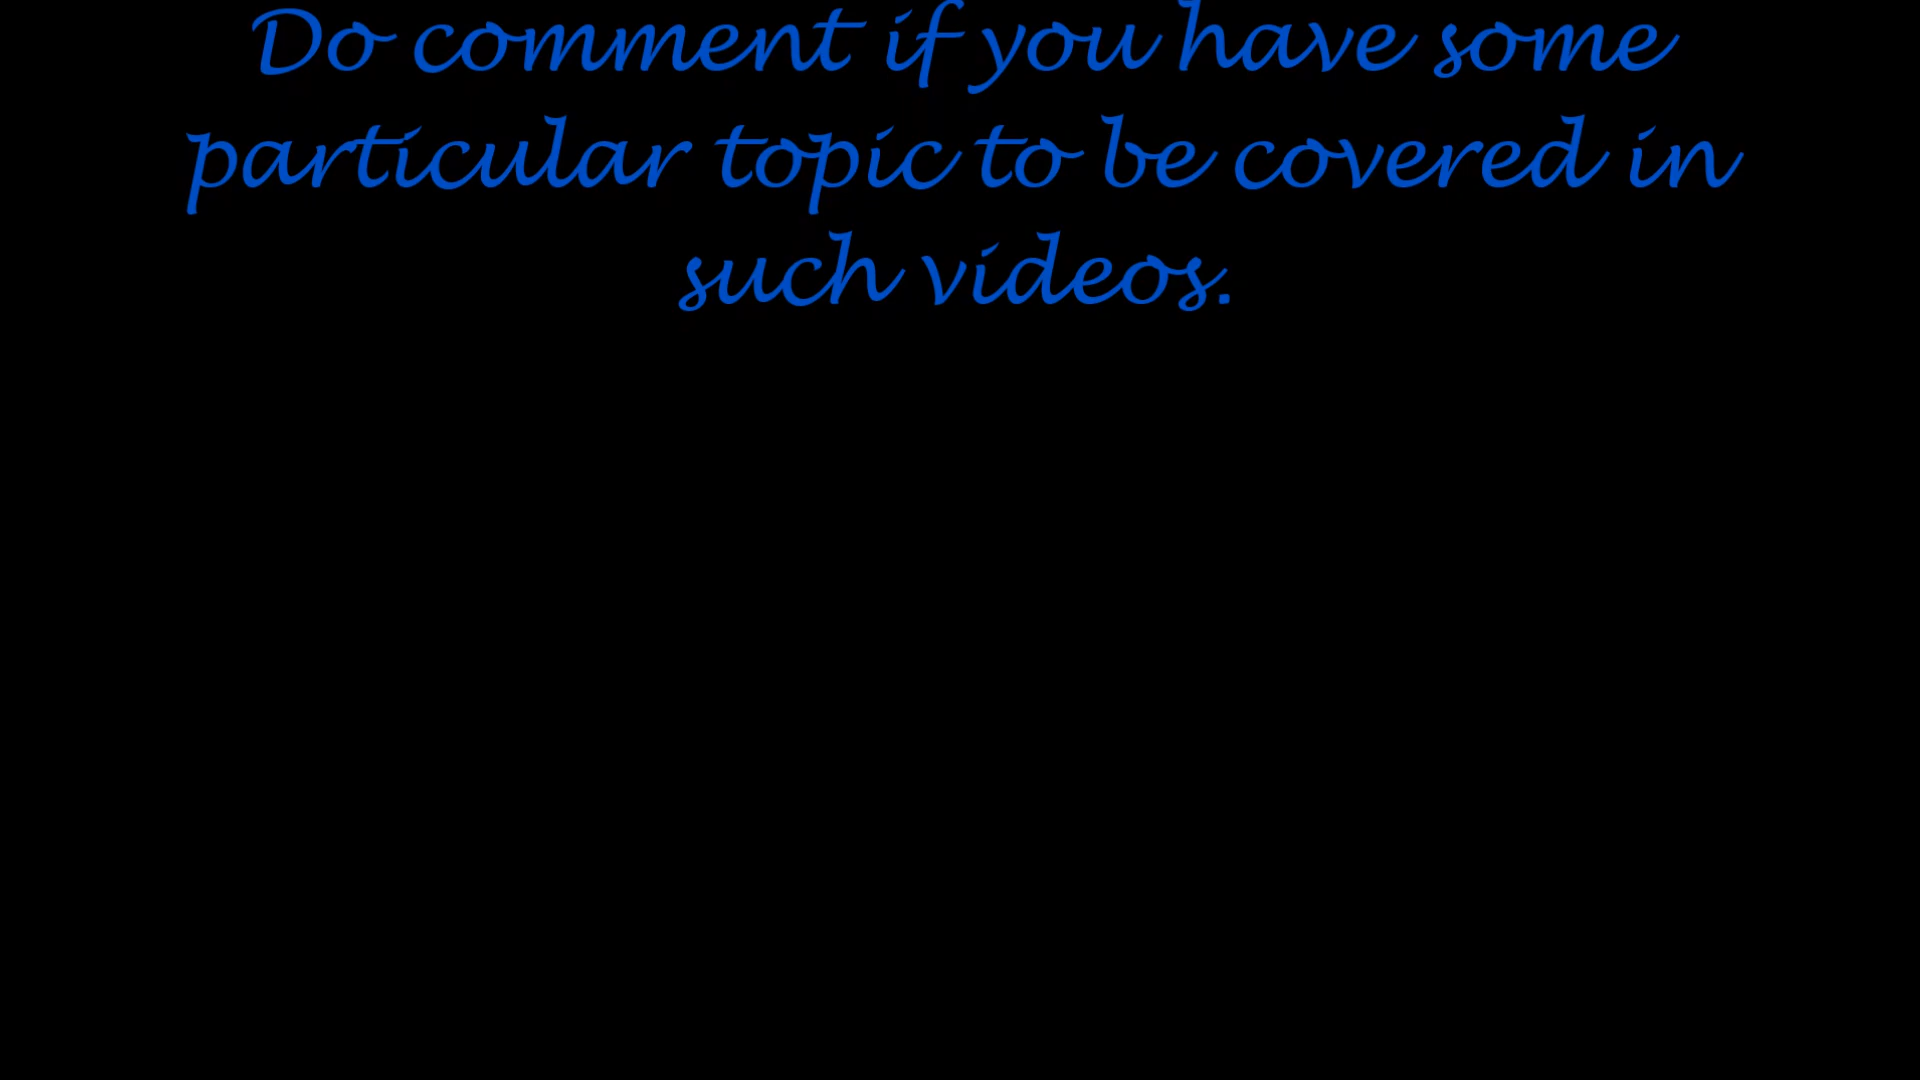 Do comment if you have some
particular topic to be covered in
such videos.